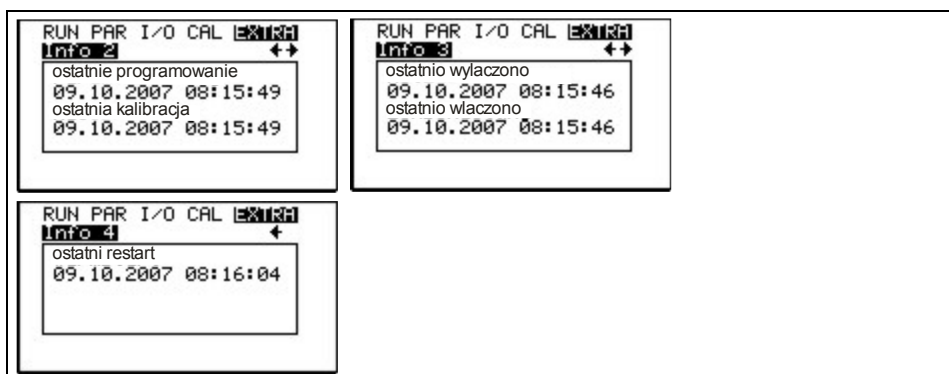 RUN PAR I/O CAL EXTRA
Info 2
ostatnie programowanie
09.10.2007 08:15:49
ostatnia kalibracja
09.10.2007 08:15:49
RUN PAR I/O CAL EXTRA
Info 3
ostatnio wylaczono
09.10.2007 08:15:46
ostatnio wlaczono
09.10.2007 08:15:46
RUN PAR I/O CAL EXTRA
Info 4
ostatni restart
09.10.2007 08:16:04